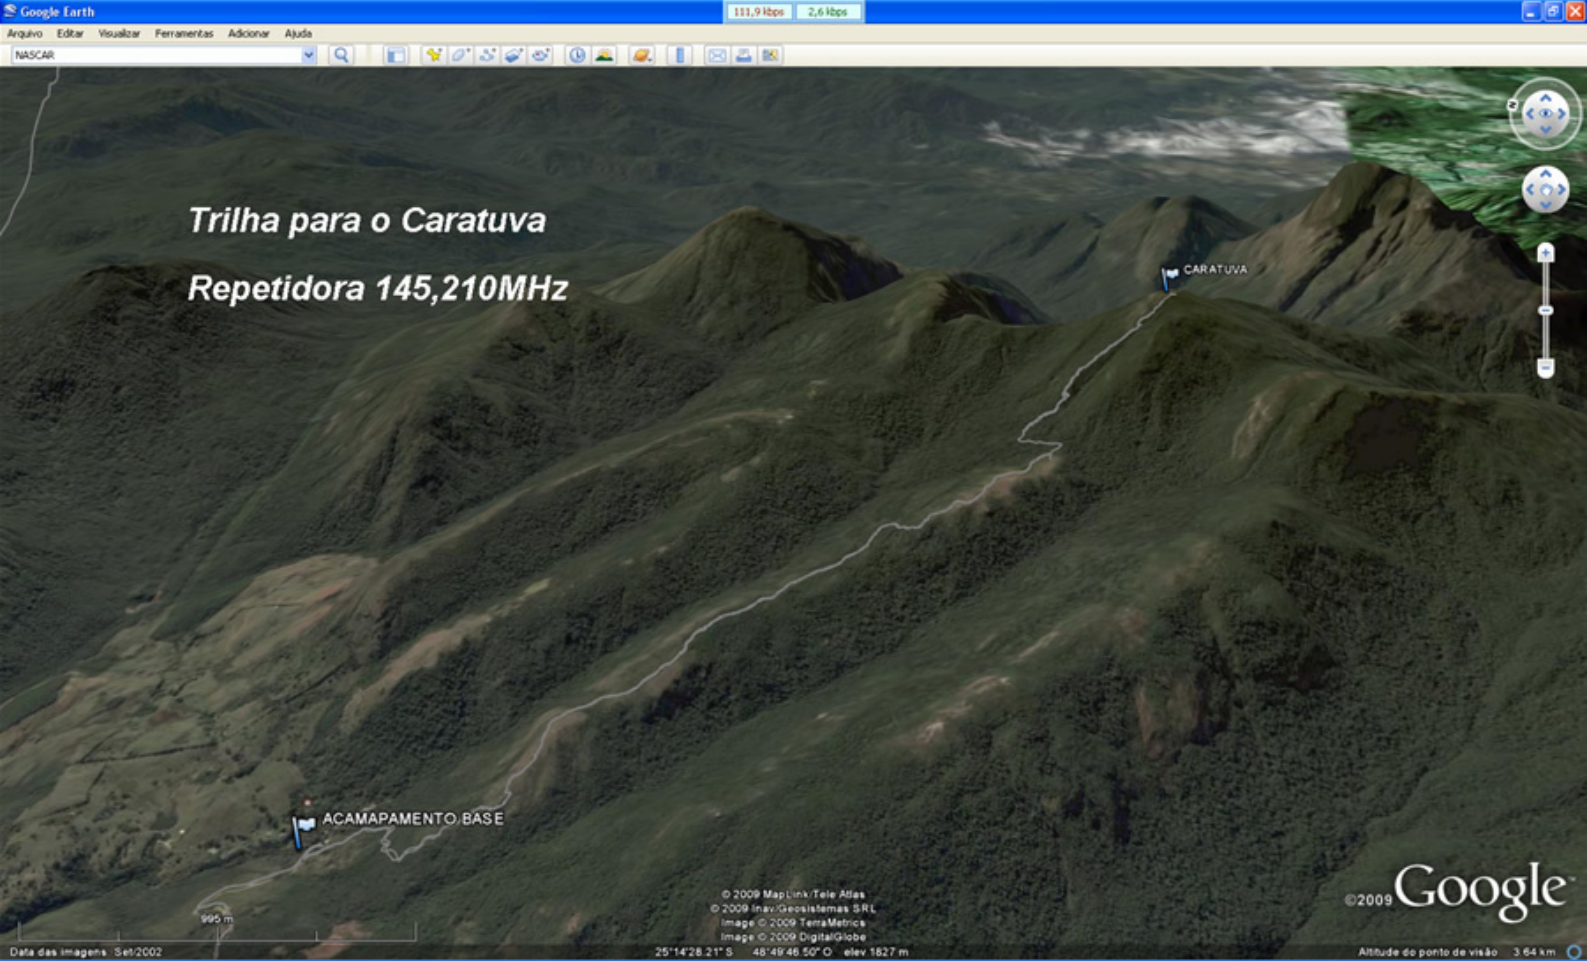 Google Earth
111,9 kbps 2,6 kbps
Arquivo Editar Visualizar Ferramentas Adicionar Ajuda
NASCAR
N
Trilha para o Caratuva
CARATUVA
Repetidora 145,210MHz
ACAMAPAMENTO BASE
995 m
© 2009 MapLink/Tele Atlas
© 2009 Inav/Geosistemas SRL
Image © 2009 TerraMetrics
Image © 2009 DigitalGlobe
©2009 Google™
Data das imagens: Set/2002 25°14'28.21" S 48°49'46.50" O elev 1827 m Altitude do ponto de visão 3.64 km